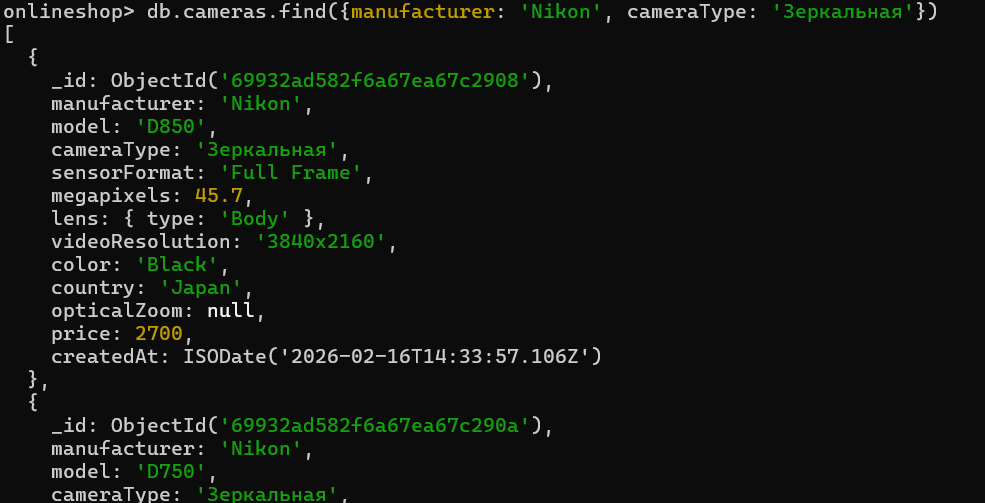 onlineshop> db.cameras.find({manufacturer: 'Nikon', cameraType: 'Зеркальная'})
[
  {
    _id: ObjectId('69932ad582f6a67ea67c2908'),
    manufacturer: 'Nikon',
    model: 'D850',
    cameraType: 'Зеркальная',
    sensorFormat: 'Full Frame',
    megapixels: 45.7,
    lens: { type: 'Body' },
    videoResolution: '3840x2160',
    color: 'Black',
    country: 'Japan',
    opticalZoom: null,
    price: 2700,
    createdAt: ISODate('2026-02-16T14:33:57.106Z')
  },
  {
    _id: ObjectId('69932ad582f6a67ea67c290a'),
    manufacturer: 'Nikon',
    model: 'D750',
    cameraType: 'Зеркальная',